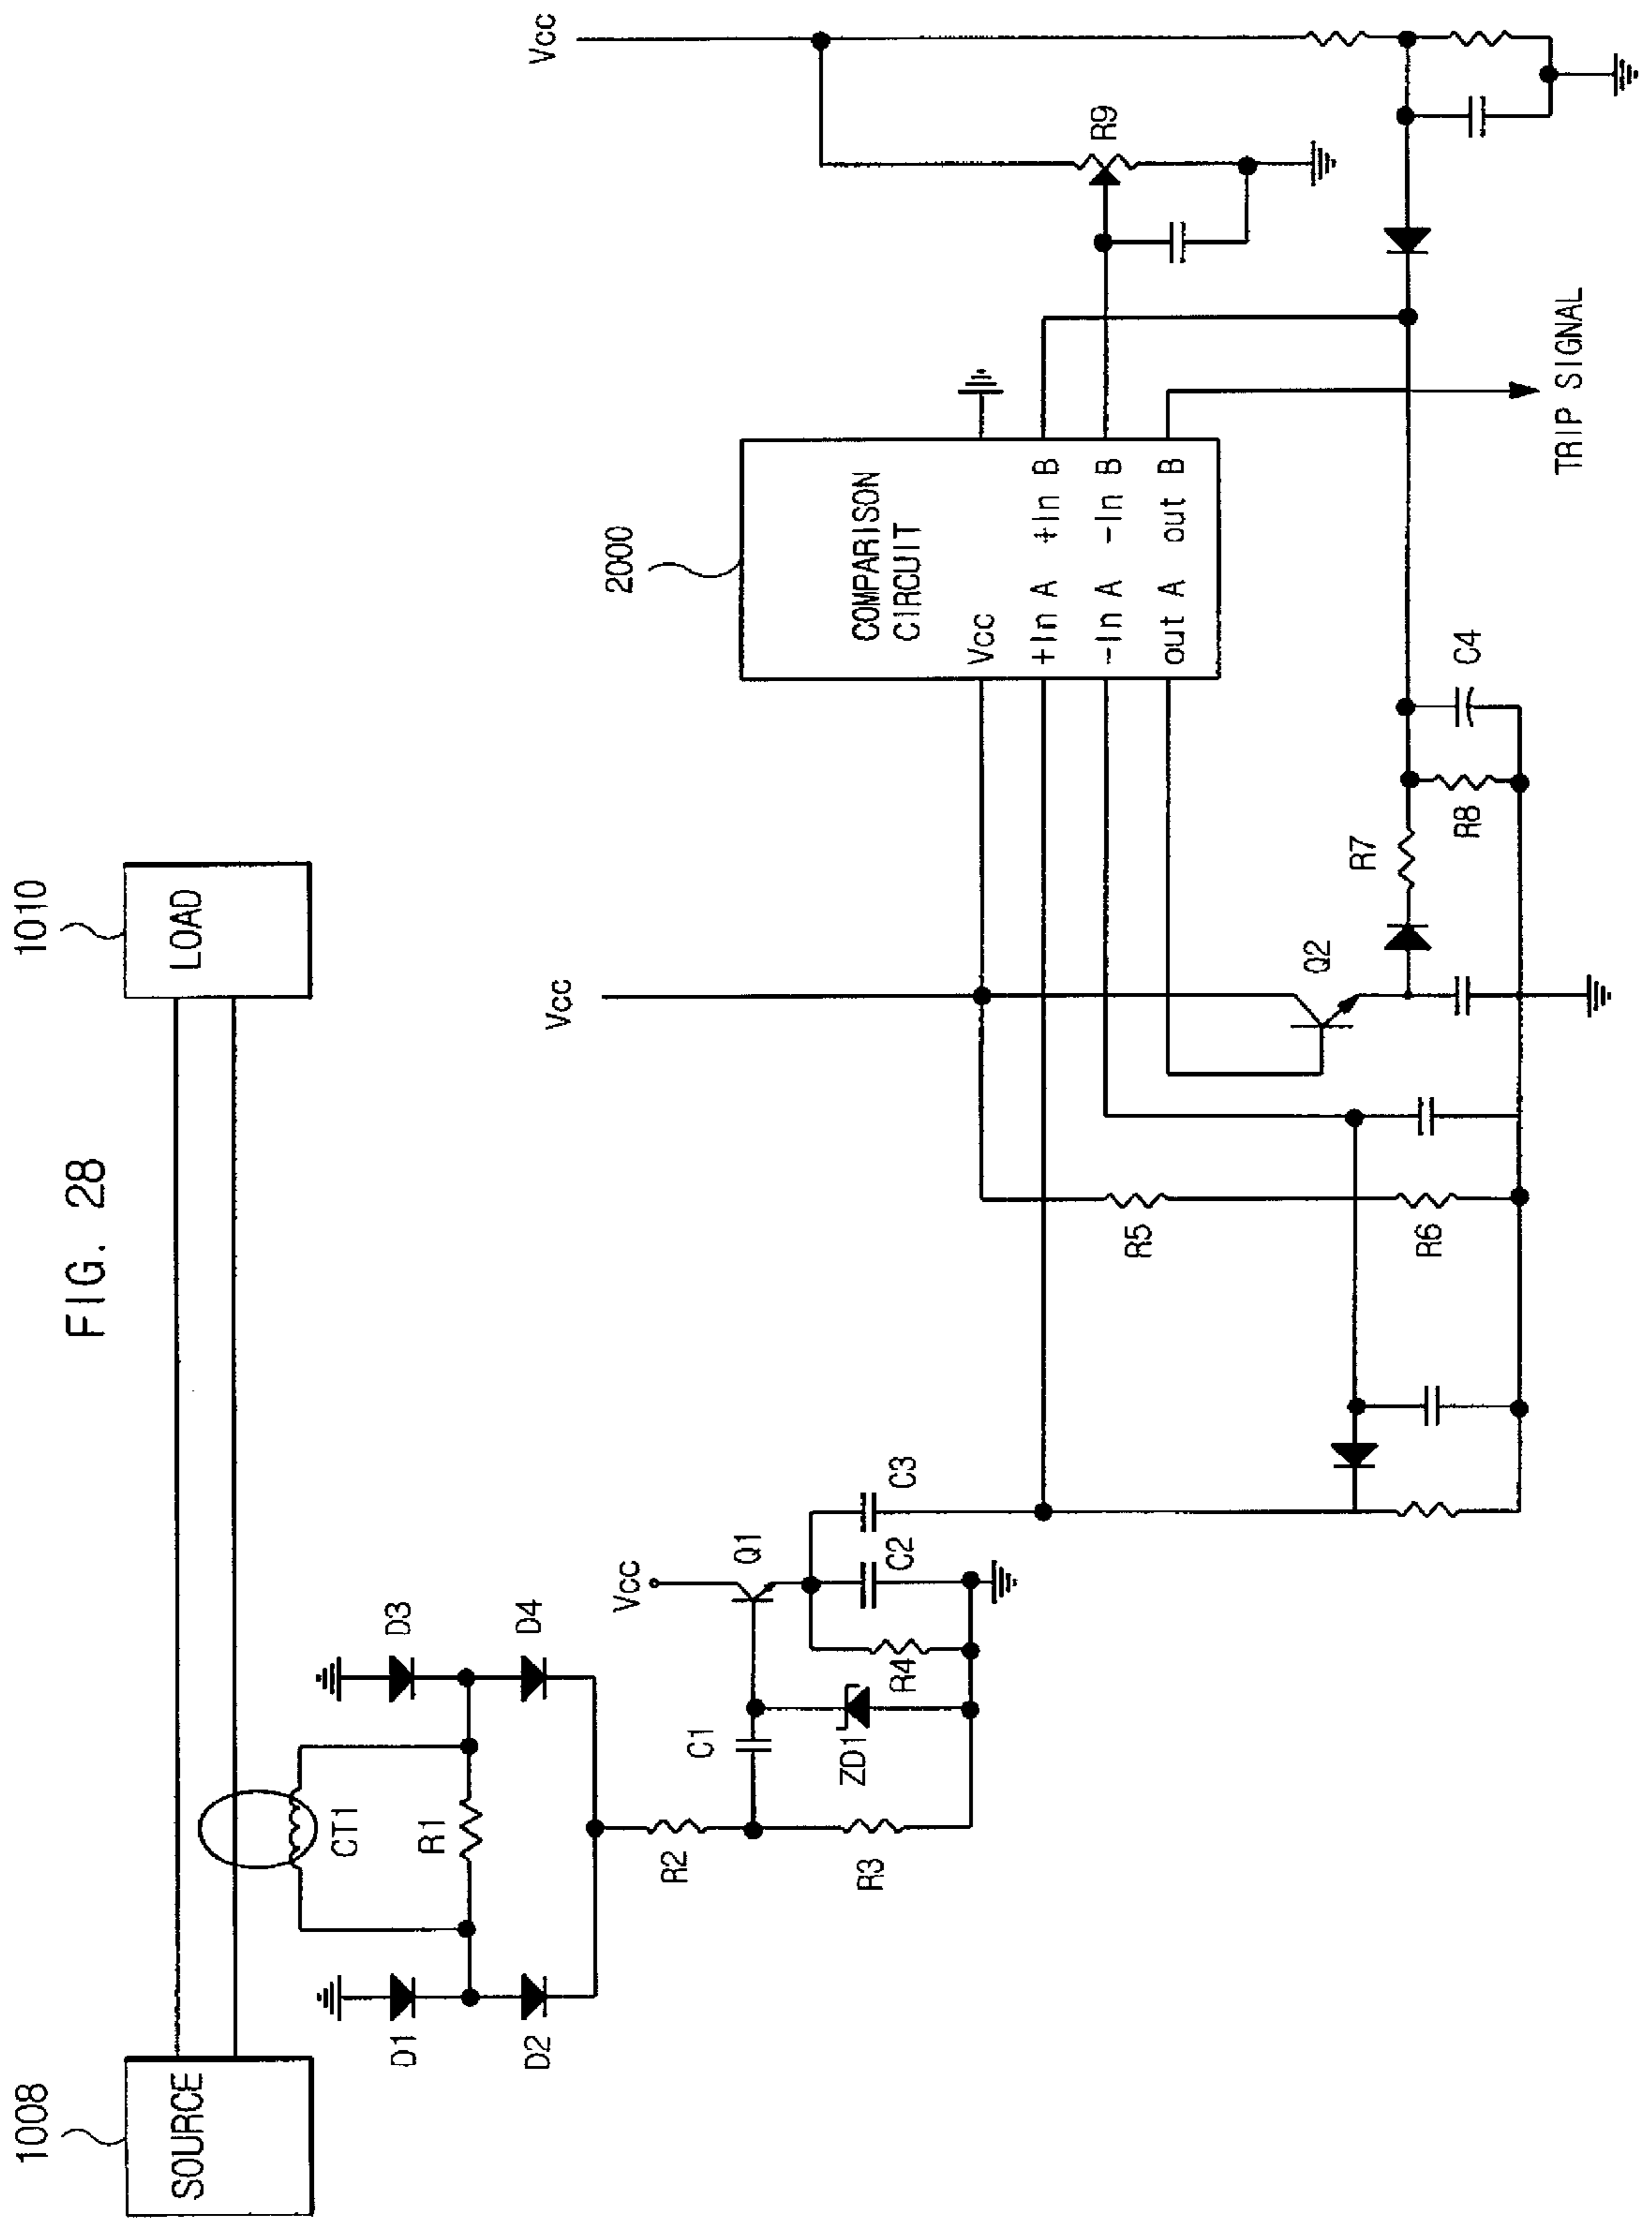 FIG. 28
1008
SOURCE
1010
LOAD
CT1
R1
D1
D3
D2
D4
R2
R3
C1
ZD1
R4
C2
C3
Vcc
Q1
Vcc
R5
R6
Q2
R7
R8
C4
2000
COMPARISON
CIRCUIT
Vcc
+In A +In B
-In A -In B
out A out B
Vcc
R9
TRIP SIGNAL